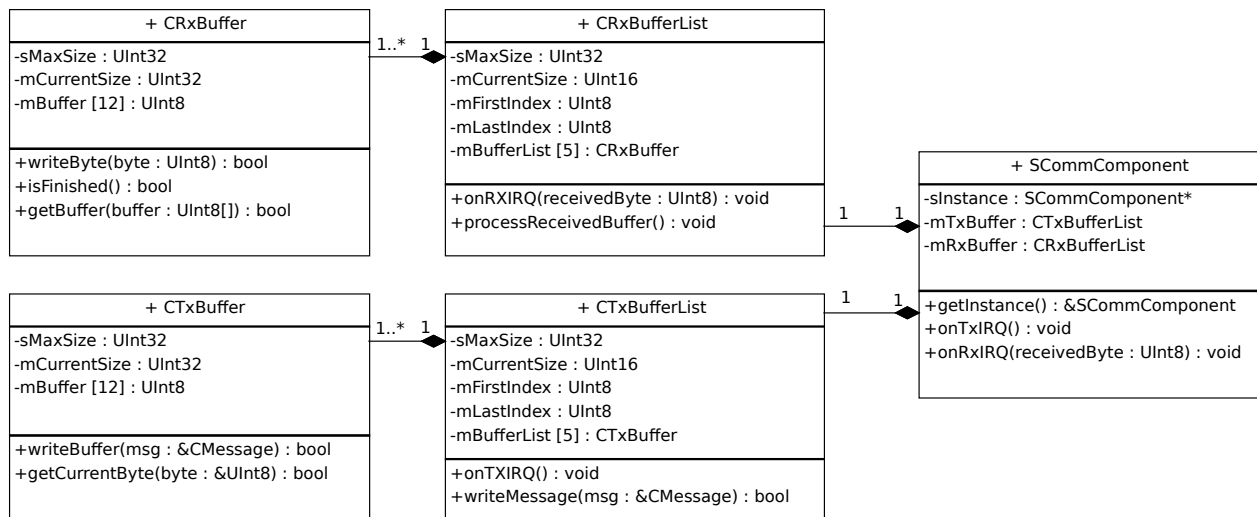 + CRxBuffer
-sMaxSize : UInt32
-mCurrentSize : UInt32
-mBuffer [12] : UInt8
+writeByte(byte : UInt8) : bool
+isFinished() : bool
+getBuffer(buffer : UInt8[]) : bool
1..* 1
+ CRxBufferList
-sMaxSize : UInt32
-mCurrentSize : UInt16
-mFirstIndex : UInt8
-mLastIndex : UInt8
-mBufferList [5] : CRxBuffer
+onRXIRQ(receivedByte : UInt8) : void
+processReceivedBuffer() : void
1 1
+ SCommComponent
-sInstance : SCommComponent*
-mTxBuffer : CTxBufferList
-mRxBuffer : CRxBufferList
+getInstance() : &SCommComponent
+onTxIRQ() : void
+onRxIRQ(receivedByte : UInt8) : void
+ CTxBuffer
-sMaxSize : UInt32
-mCurrentSize : UInt32
-mBuffer [12] : UInt8
+writeBuffer(msg : &CMessage) : bool
+getCurrentByte(byte : &UInt8) : bool
1..* 1
+ CTxBufferList
-sMaxSize : UInt32
-mCurrentSize : UInt16
-mFirstIndex : UInt8
-mLastIndex : UInt8
-mBufferList [5] : CTxBuffer
+onTXIRQ() : void
+writeMessage(msg : &CMessage) : bool
1 1